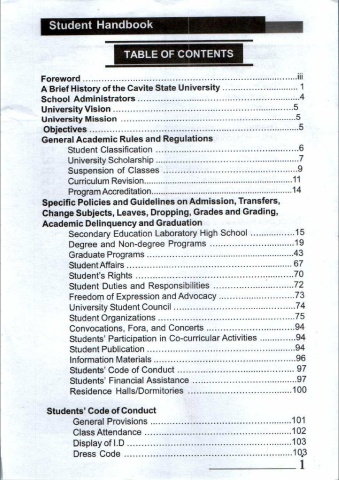 Student Handbook
TABLE OF CONTENTS
Foreword ................................................................iii
A Brief History of the Cavite State University ........................ 1
School Administrators ................................................4
University Vision ......................................................5
University Mission ....................................................5
Objectives ..............................................................5
General Academic Rules and Regulations
Student Classification ...............................................6
University Scholarship ..............................................7
Suspension of Classes ..............................................9
Curriculum Revision................................................11
Program Accreditation..............................................14
Specific Policies and Guidelines on Admission, Transfers,
Change Subjects, Leaves, Dropping, Grades and Grading,
Academic Delinquency and Graduation
Secondary Education Laboratory High School ................15
Degree and Non-degree Programs ............................19
Graduate Programs ................................................43
Student Affairs ...................................................... 67
Student's Rights ....................................................70
Student Duties and Responsibilities ...........................72
Freedom of Expression and Advocacy .........................73
University Student Council .......................................74
Student Organizations .............................................75
Convocations, Fora, and Concerts .............................94
Students' Participation in Co-curricular Activities .............94
Student Publication .................................................94
Information Materials ...............................................96
Students' Code of Conduct ...................................... 97
Students' Financial Assistance .................................97
Residence Halls/Dormitories ....................................100
Students' Code of Conduct
General Provisions ................................................101
Class Attendance ..................................................102
Display of I.D .......................................................103
Dress Code ..........................................................103
1